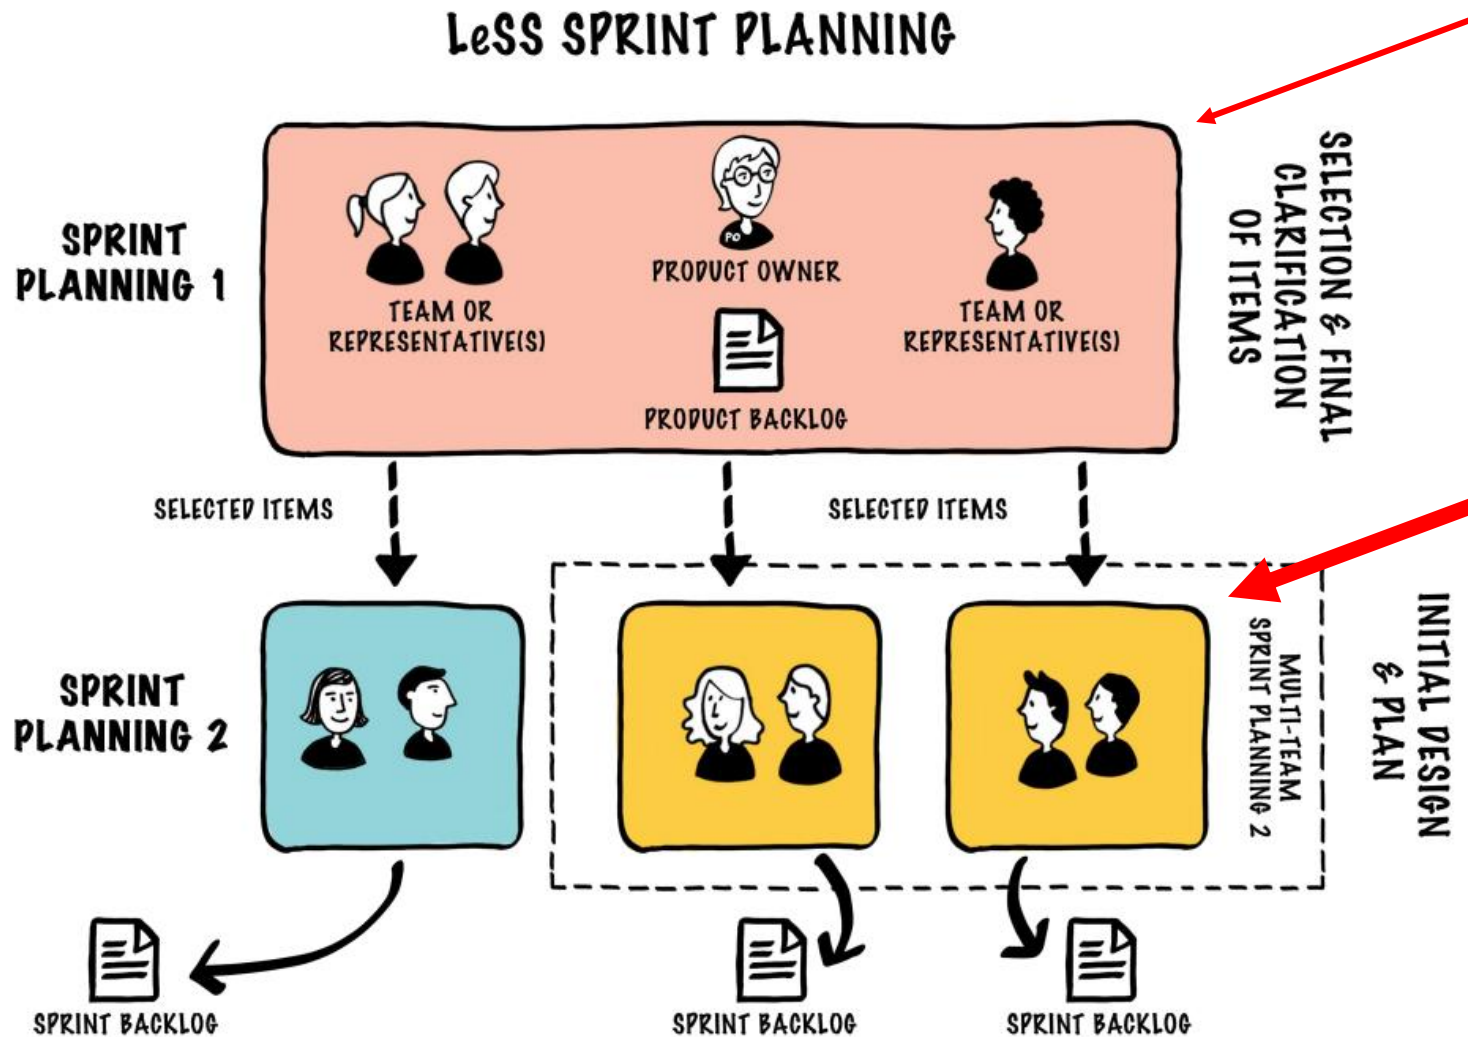 LeSS SPRINT PLANNING
SPRINT
PLANNING 1
PO
PRODUCT OWNER
TEAM OR
REPRESENTATIVE(S)
TEAM OR
REPRESENTATIVE(S)
PRODUCT BACKLOG
SELECTION & FINAL
CLARIFICATION
OF ITEMS
SELECTED ITEMS
SELECTED ITEMS
SPRINT
PLANNING 2
MULTI-TEAM
SPRINT PLANNING 2
INITIAL DESIGN
& PLAN
SPRINT BACKLOG
SPRINT BACKLOG
SPRINT BACKLOG